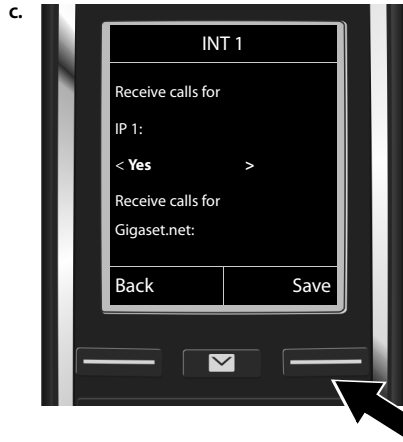 c.
INT 1
Receive calls for
IP 1:
< Yes >
Receive calls for
Gigaset.net:
Back Save